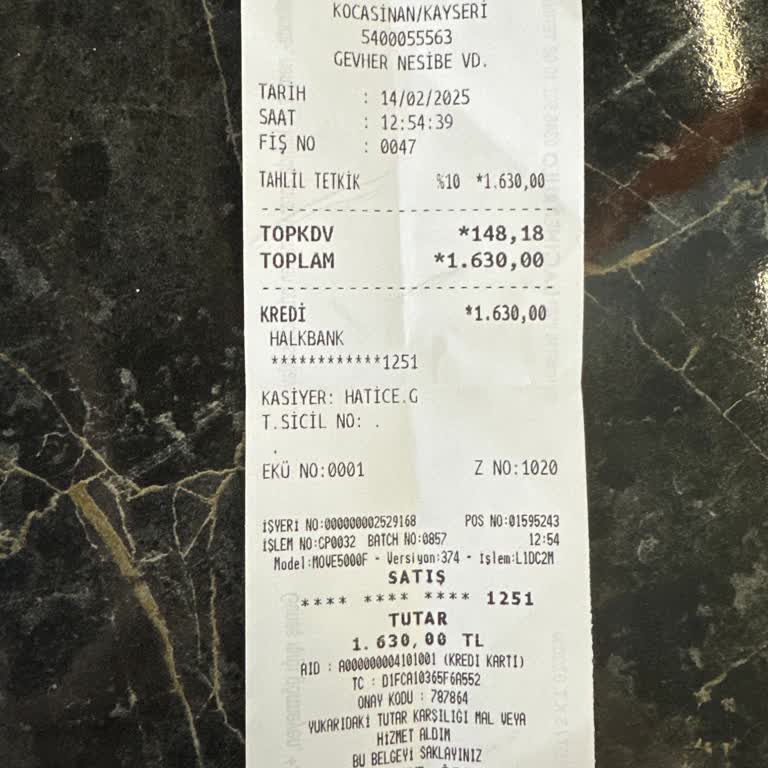 KOCASİNAN/KAYSERİ
5400055563
GEVHER NESİBE VD.
TARİH : 14/02/2025
SAAT : 12:54:39
FİŞ NO : 0047
TAHLİL TETKİK %10 *1.630,00
TOPKDV *148,18
TOPLAM *1.630,00
KREDİ *1.630,00
HALKBANK
************1251
KASİYER: HATİCE.G
T.SİCİL NO: .
.
EKÜ NO:0001 Z NO:1020
İŞYERİ NO:000000002529168 POS NO:01595243
İŞLEM NO:CP0032 BATCH NO:0857 12:54
Model:MOVE5000F - Versiyon:374 - Işlem:L1DC2M
SATIŞ
**** **** **** 1251
TUTAR
1.630,00 TL
AID : A000000004101001 (KREDI KARTI)
TC : D1FCA10365F6A552
ONAY KODU : 787864
YUKARIDAKİ TUTAR KARŞILIĞI MAL VEYA
HİZMET ALDIM
BU BELGEYİ SAKLAYINIZ